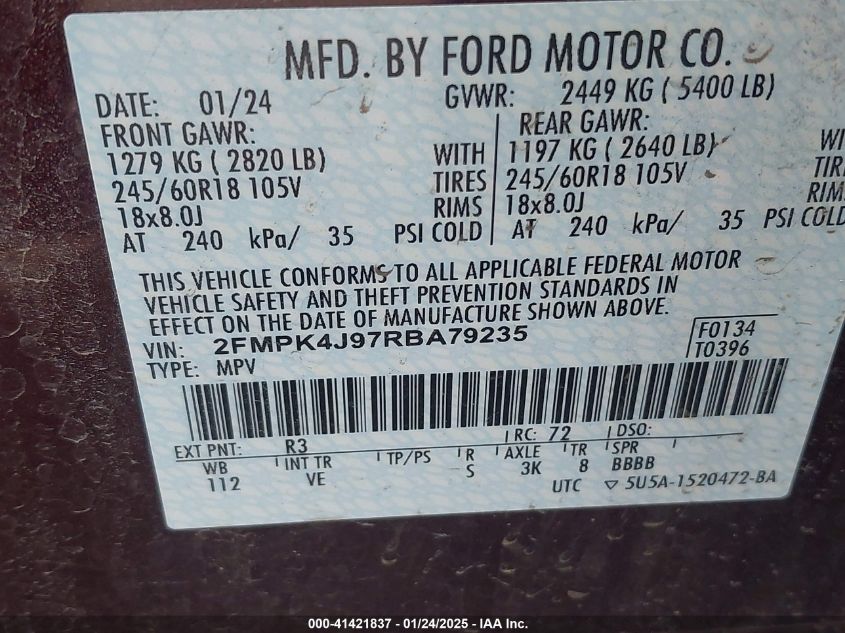 MFD. BY FORD MOTOR CO.
DATE: 01/24 GVWR: 2449 KG ( 5400 LB)
FRONT GAWR: REAR GAWR:
1279 KG ( 2820 LB) WITH 1197 KG ( 2640 LB) WI
245/60R18 105V TIRES 245/60R18 105V TIR
18x8.0J RIMS 18x8.0J RIM
AT 240 kPa/ 35 PSI COLD AT 240 kPa/ 35 PSI COL
THIS VEHICLE CONFORMS TO ALL APPLICABLE FEDERAL MOTOR
VEHICLE SAFETY AND THEFT PREVENTION STANDARDS IN
EFFECT ON THE DATE OF MANUFACTURE SHOWN ABOVE.
VIN: 2FMPK4J97RBA79235 F0134
TYPE: MPV T0396
EXT PNT: R3 RC: 72 DSO:
WB INT TR TP/PS R AXLE TR SPR
112 VE S 3K 8 BBBB
UTC ▽ 5U5A-1520472-BA
000-41421837 - 01/24/2025 - IAA Inc.